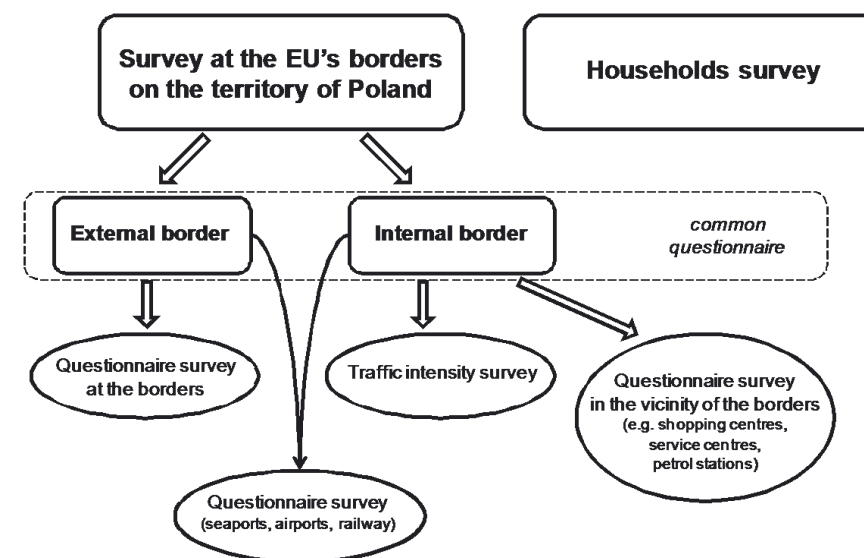 Survey at the EU's borders
on the territory of Poland
Households survey
External border
Internal border
common
questionnaire
Questionnaire survey
at the borders
Traffic intensity survey
Questionnaire survey
in the vicinity of the borders
(e.g. shopping centres,
service centres,
petrol stations)
Questionnaire survey
(seaports, airports, railway)